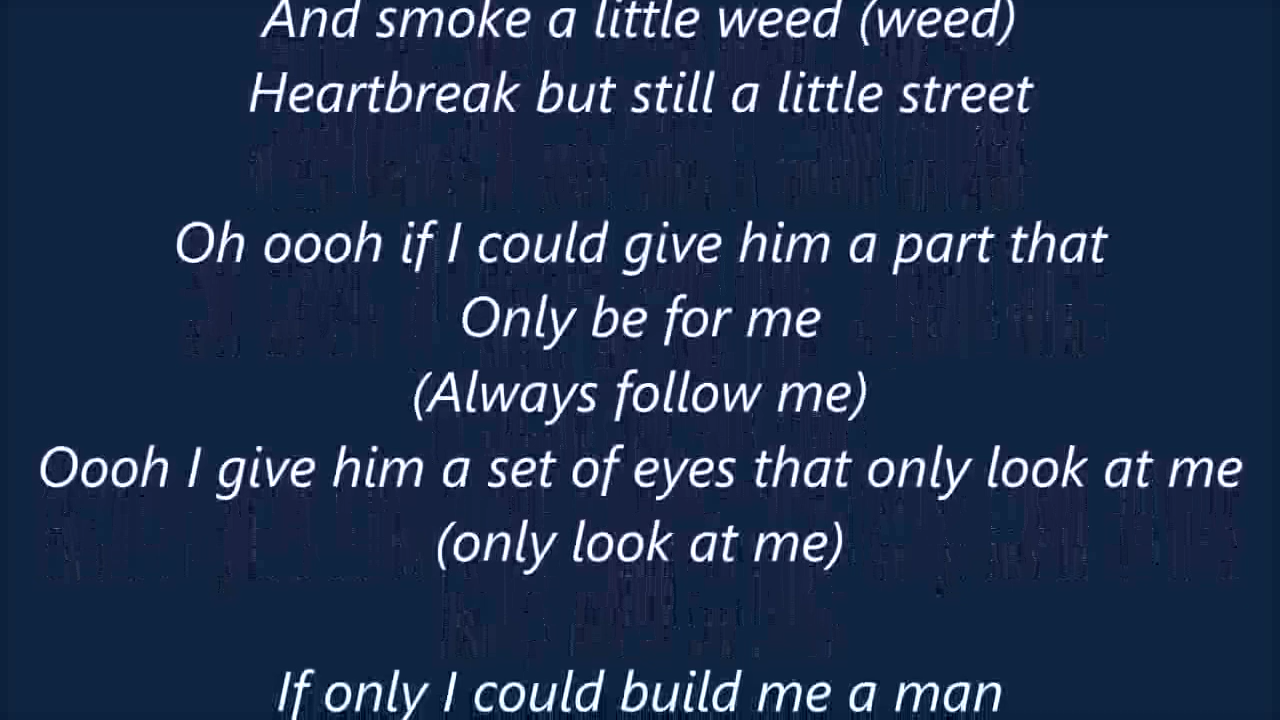 And smoke a little weed (weed)
Heartbreak but still a little street
Oh oooh if I could give him a part that
Only be for me
(Always follow me)
Oooh I give him a set of eyes that only look at me
(only look at me)
If only I could build me a man